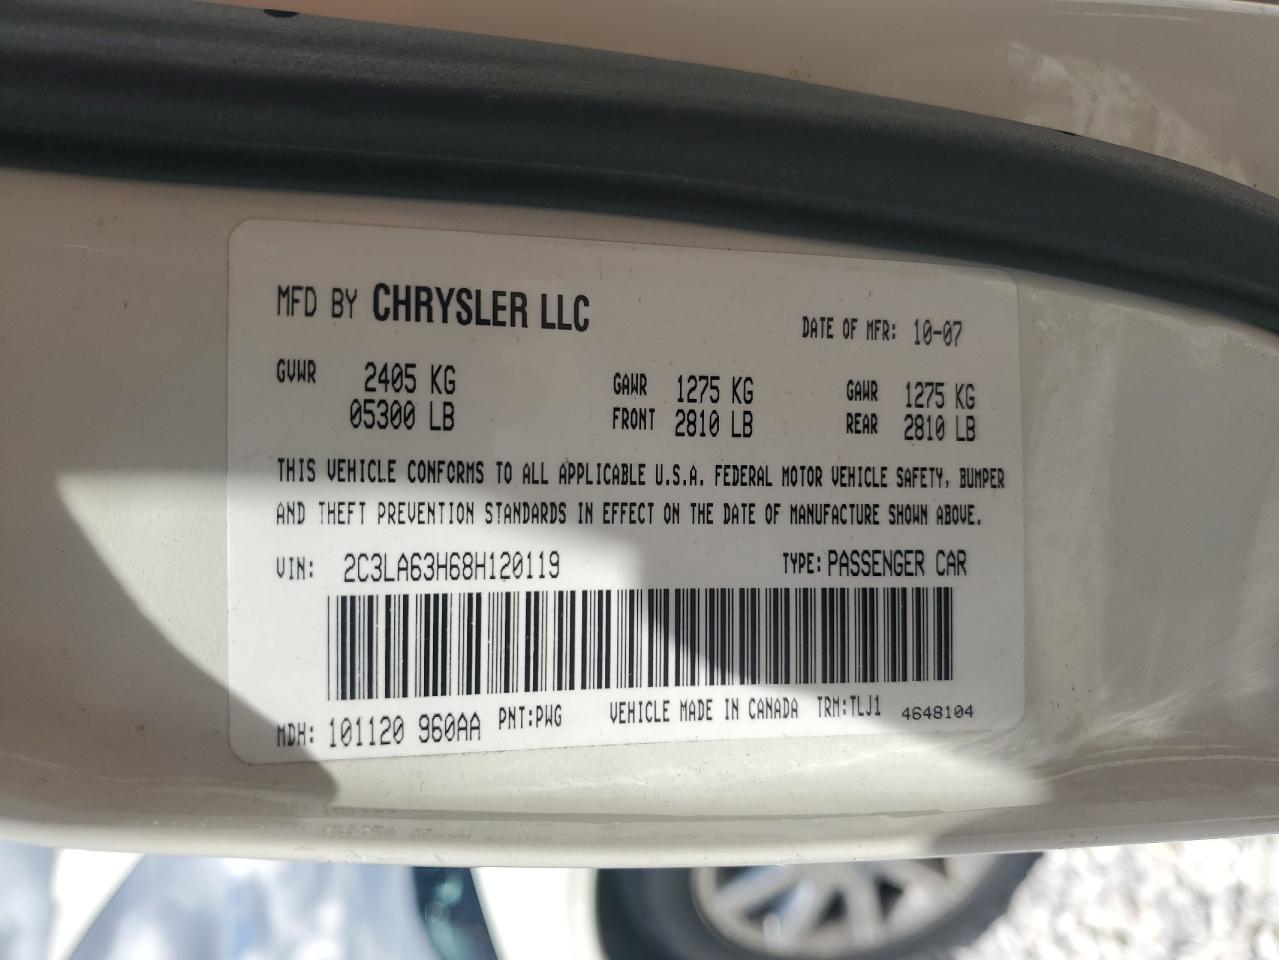 MFD BY CHRYSLER LLC DATE OF MFR: 10-07
GVWR 2405 KG GAWR 1275 KG GAWR 1275 KG
05300 LB FRONT 2810 LB REAR 2810 LB
THIS VEHICLE CONFORMS TO ALL APPLICABLE U.S.A. FEDERAL MOTOR VEHICLE SAFETY, BUMPER
AND THEFT PREVENTION STANDARDS IN EFFECT ON THE DATE OF MANUFACTURE SHOWN ABOVE.
VIN: 2C3LA63H68H120119 TYPE: PASSENGER CAR
MDH: 101120 960AA PNT:PWG VEHICLE MADE IN CANADA TRM:TLJ1 4648104